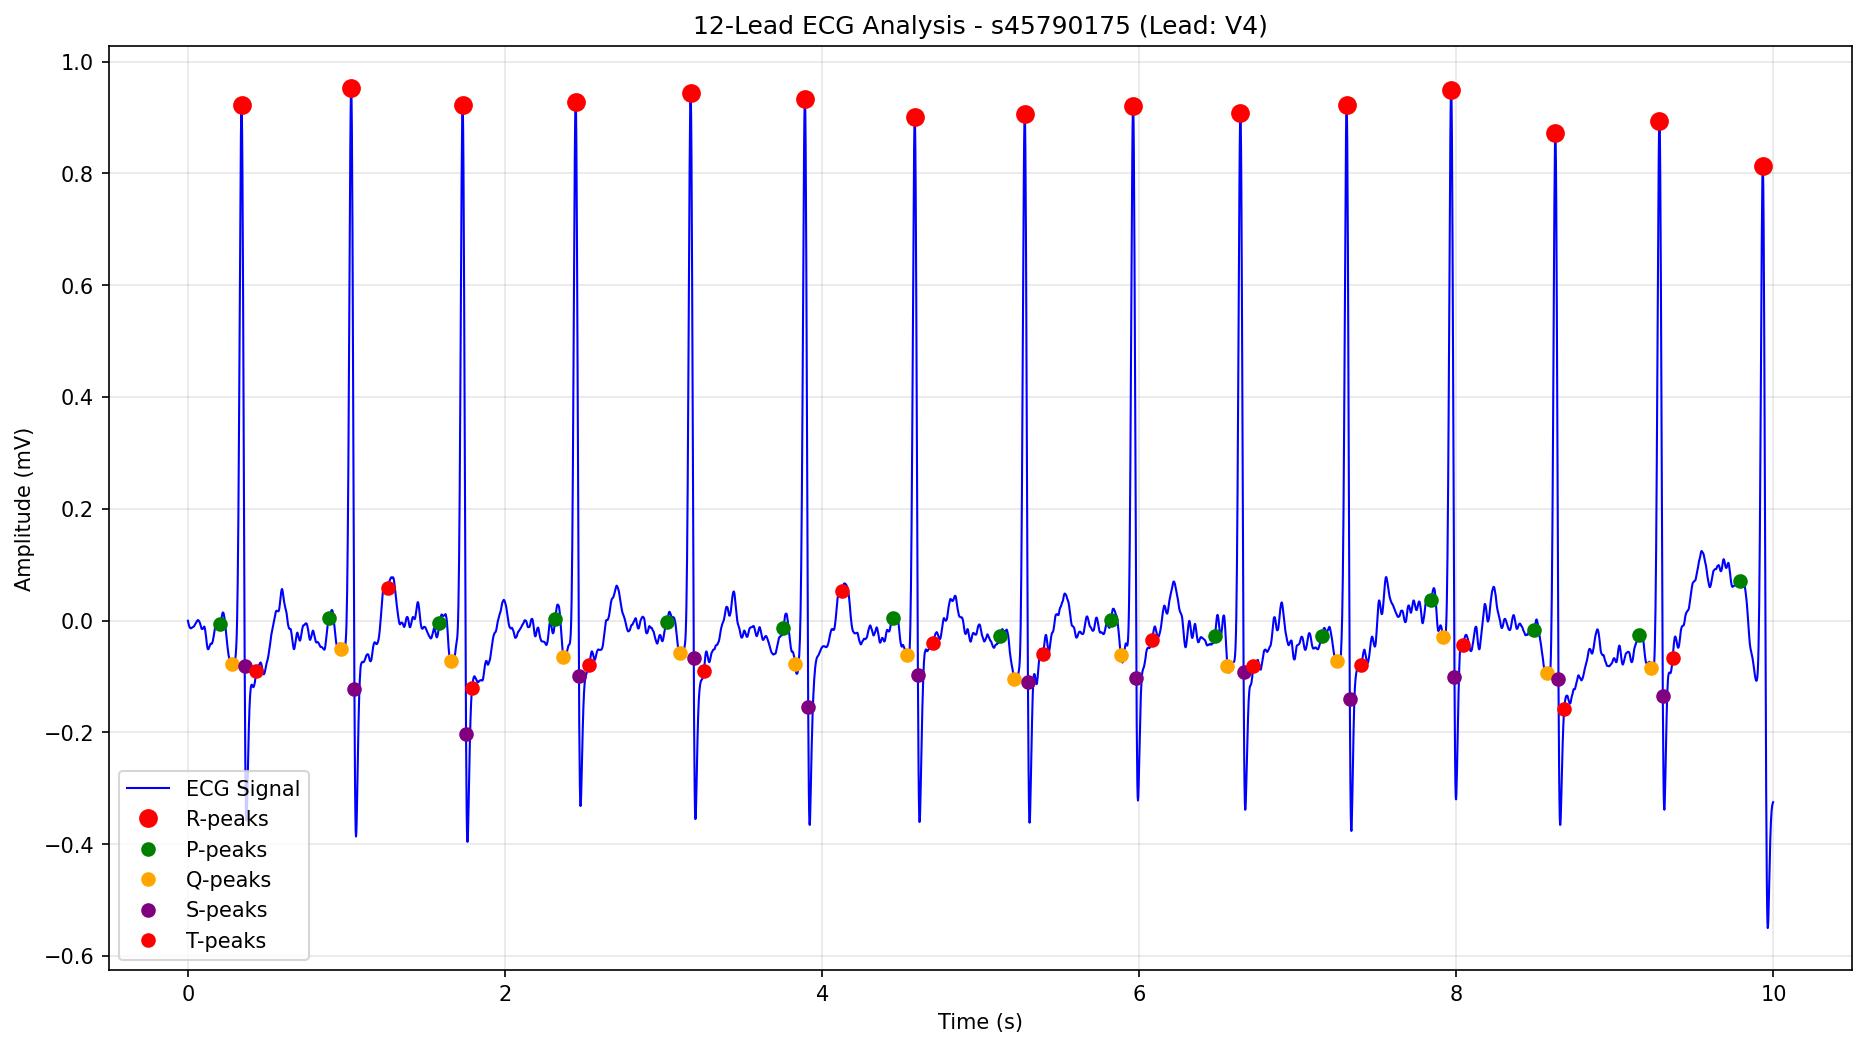 12-Lead ECG Analysis - s45790175 (Lead: V4)
Amplitude (mV)
1.0
0.8
0.6
0.4
0.2
0.0
−0.2
−0.4
−0.6
ECG Signal
R-peaks
P-peaks
Q-peaks
S-peaks
T-peaks
0 2 4 6 8 10
Time (s)